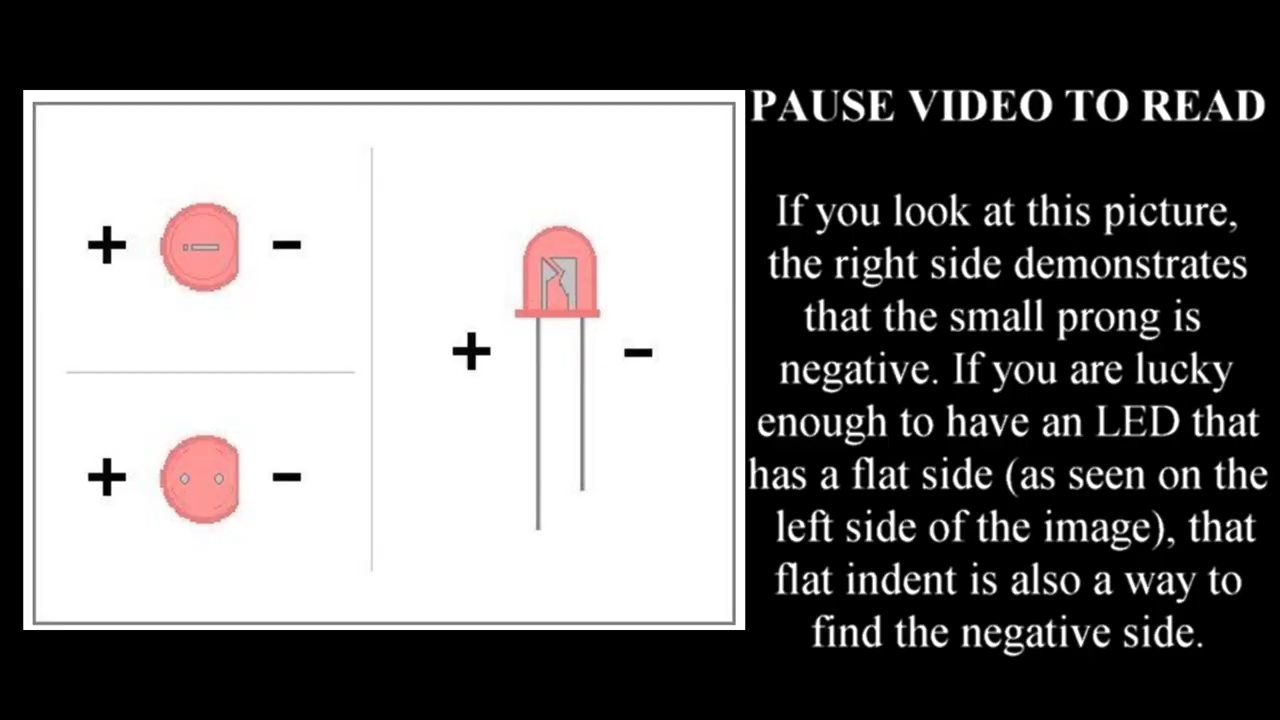 PAUSE VIDEO TO READ
If you look at this picture,
the right side demonstrates
that the small prong is
negative. If you are lucky
enough to have an LED that
has a flat side (as seen on the
left side of the image), that
flat indent is also a way to
find the negative side.
+ -
+ -
+ -